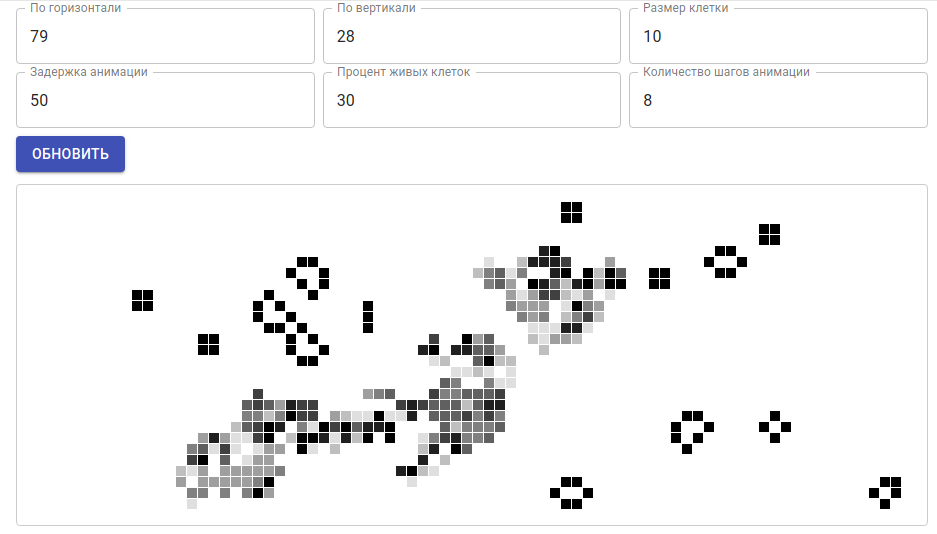 По горизонтали
По вертикали
Размер клетки
79
28
10
Задержка анимации
Процент живых клеток
Количество шагов анимации
50
30
8
ОБНОВИТЬ